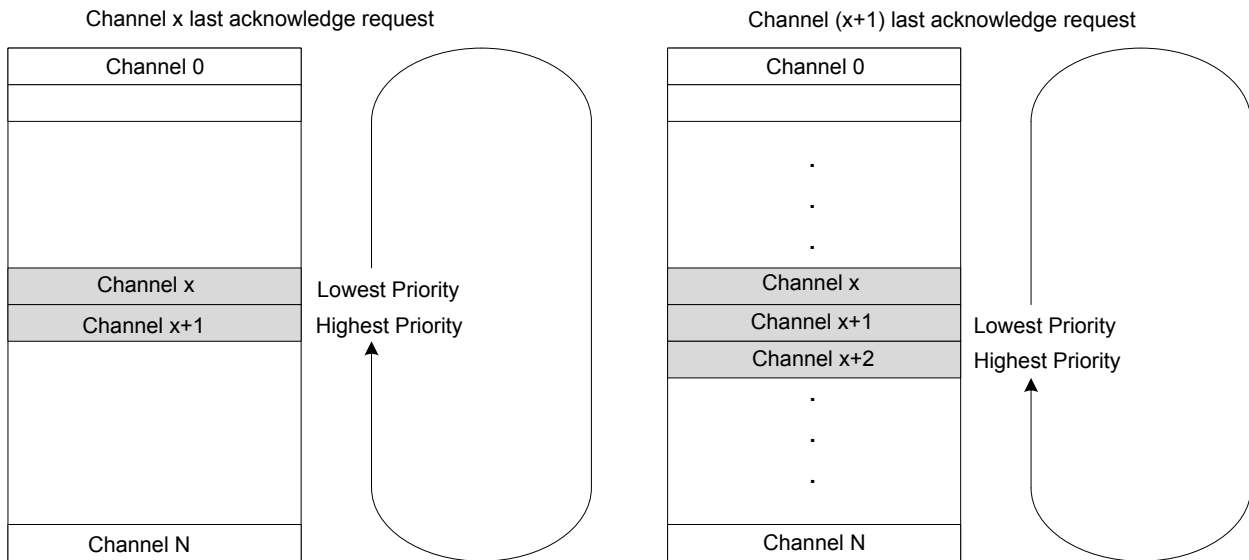 Channel x last acknowledge request
Channel 0
Channel x
Lowest Priority
Channel x+1
Highest Priority
Channel N
Channel (x+1) last acknowledge request
Channel 0
.
.
.
Channel x
Channel x+1
Lowest Priority
Channel x+2
Highest Priority
.
.
.
Channel N